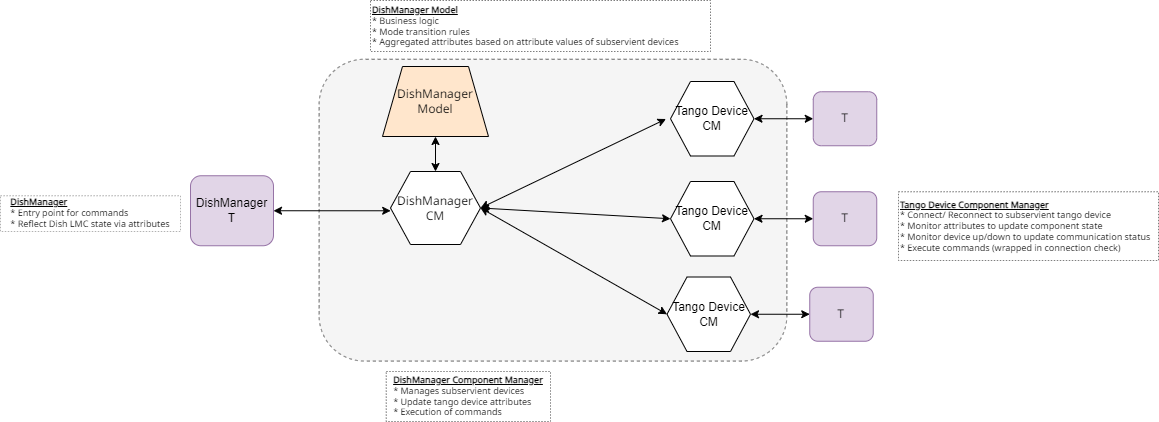 DishManager Model
* Business logic
* Mode transition rules
* Aggregated attributes based on attribute values of subservient devices
DishManager
Model
Tango Device
CM
T
DishManager
* Entry point for commands
* Reflect Dish LMC state via attributes
DishManager
T
DishManager
CM
Tango Device
CM
T
Tango Device Component Manager
* Connect/ Reconnect to subservient tango device
* Monitor attributes to update component state
* Monitor device up/down to update communication status
* Execute commands (wrapped in connection check)
Tango Device
CM
T
DishManager Component Manager
* Manages subservient devices
* Update tango device attributes
* Execution of commands